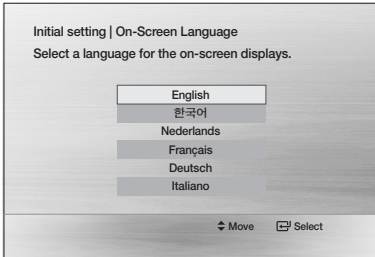 Initial setting | On-Screen Language
Select a language for the on-screen displays.
English
한국어
Nederlands
Français
Deutsch
Italiano
Move Select